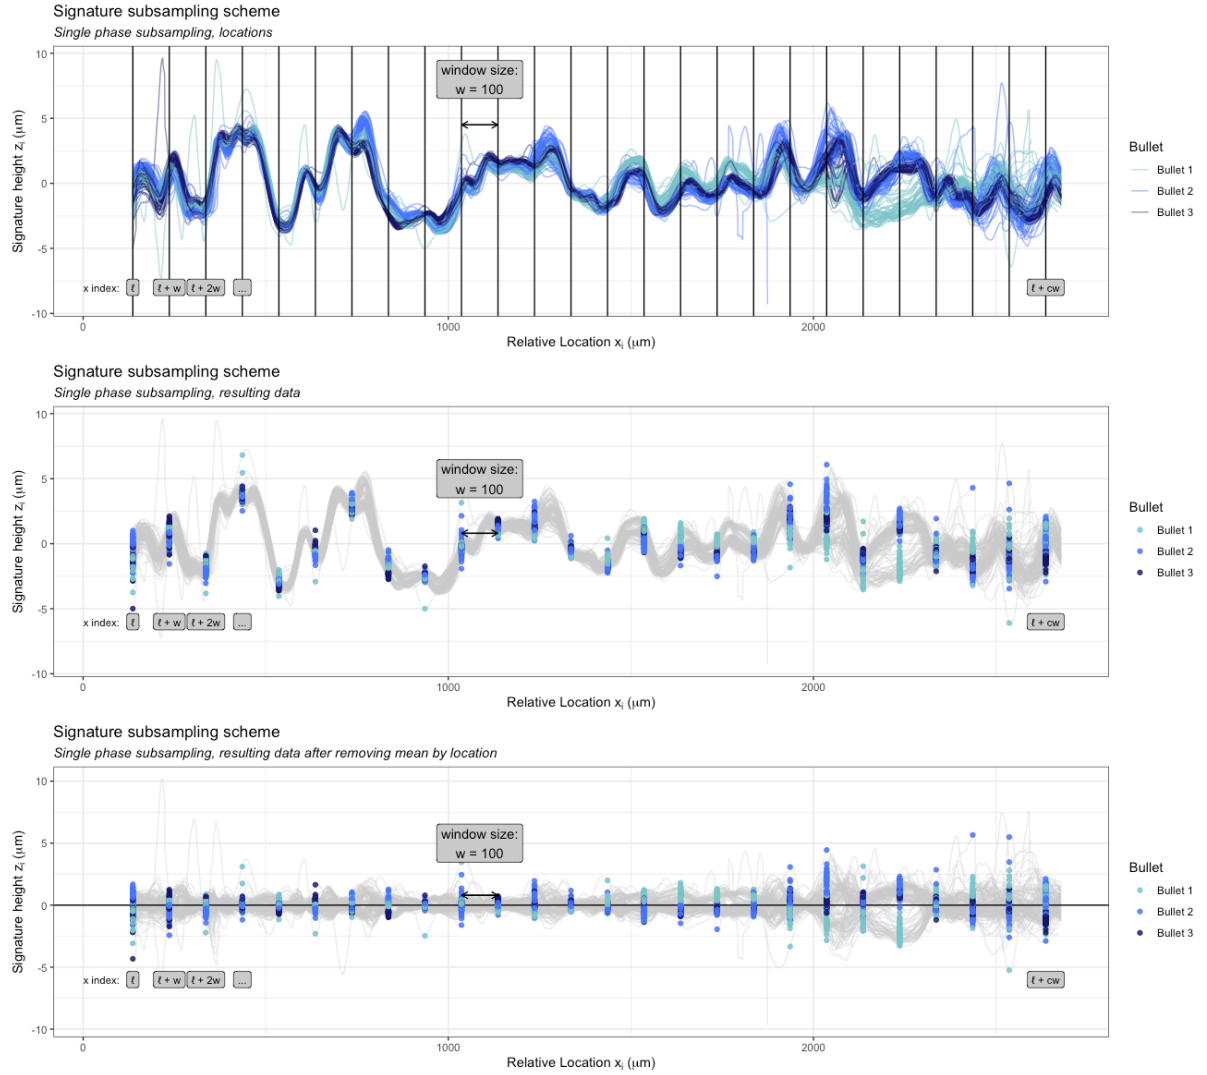 Signature subsampling scheme
Single phase subsampling, locations
10
5
0
-5
-10
Signature height zᵢ (μm)
window size:
w = 100
x index: ℓ ℓ + w ℓ + 2w ... ℓ + cw
0 1000 2000
Relative Location xᵢ (μm)
Bullet
Bullet 1
Bullet 2
Bullet 3
Signature subsampling scheme
Single phase subsampling, resulting data
10
5
0
-5
-10
Signature height zᵢ (μm)
window size:
w = 100
x index: ℓ ℓ + w ℓ + 2w ... ℓ + cw
0 1000 2000
Relative Location xᵢ (μm)
Bullet
Bullet 1
Bullet 2
Bullet 3
Signature subsampling scheme
Single phase subsampling, resulting data after removing mean by location
10
5
0
-5
-10
Signature height zᵢ (μm)
window size:
w = 100
x index: ℓ ℓ + w ℓ + 2w ... ℓ + cw
0 1000 2000
Relative Location xᵢ (μm)
Bullet
Bullet 1
Bullet 2
Bullet 3